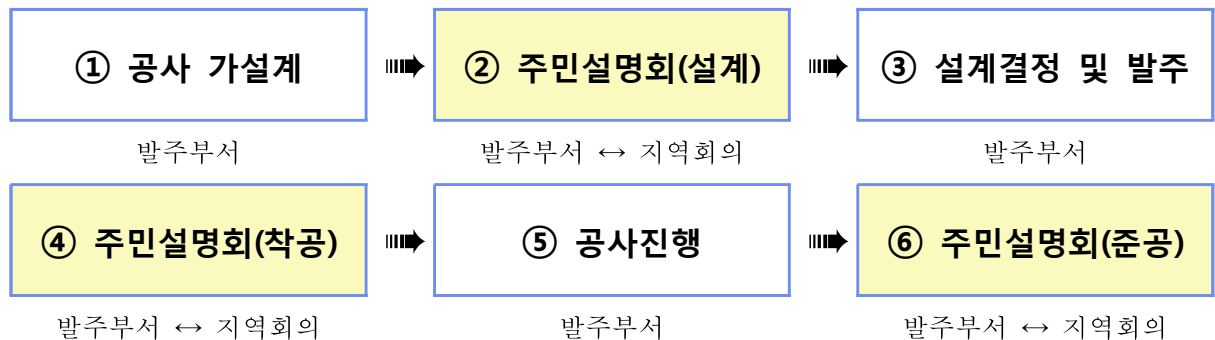 ① 공사 가설계 ➠ ② 주민설명회(설계) ➠ ③ 설계결정 및 발주
발주부서 발주부서 ↔ 지역회의 발주부서
④ 주민설명회(착공) ➠ ⑤ 공사진행 ➠ ⑥ 주민설명회(준공)
발주부서 ↔ 지역회의 발주부서 발주부서 ↔ 지역회의